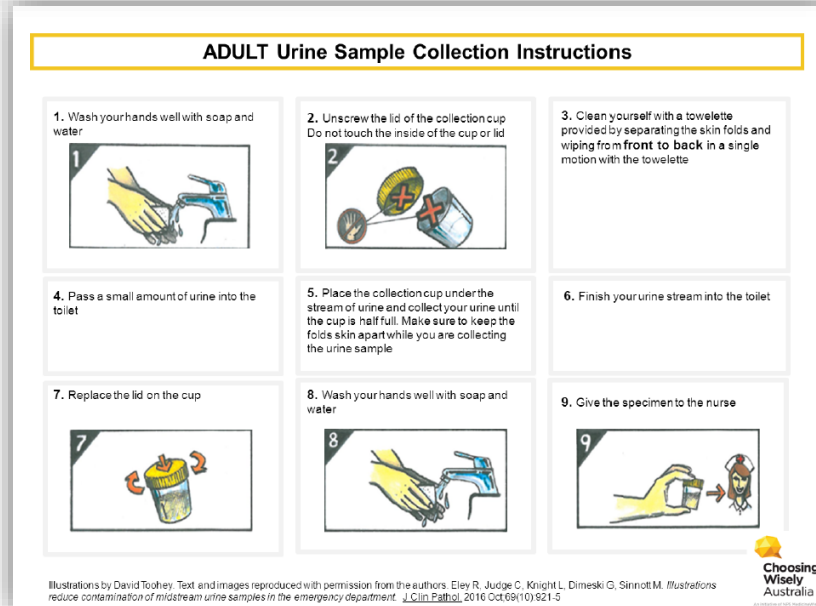 ADULT Urine Sample Collection Instructions
1. Wash your hands well with soap and
water
1
2. Unscrew the lid of the collection cup
Do not touch the inside of the cup or lid
2
3. Clean yourself with a towelette
provided by separating the skin folds and
wiping from front to back in a single
motion with the towelette
4. Pass a small amount of urine into the
toilet
5. Place the collection cup under the
stream of urine and collect your urine until
the cup is half full. Make sure to keep the
folds skin apart while you are collecting
the urine sample
6. Finish your urine stream into the toilet
7. Replace the lid on the cup
7
8. Wash your hands well with soap and
water
8
9. Give the specimen to the nurse
9
Illustrations by David Toohey. Text and images reproduced with permission from the authors. Eley R, Judge C, Knight L, Dimeski G, Sinnott M. Illustrations
reduce contamination of midstream urine samples in the emergency department. J Clin Pathol. 2016 Oct;69(10):921-5
Choosing
Wisely
Australia